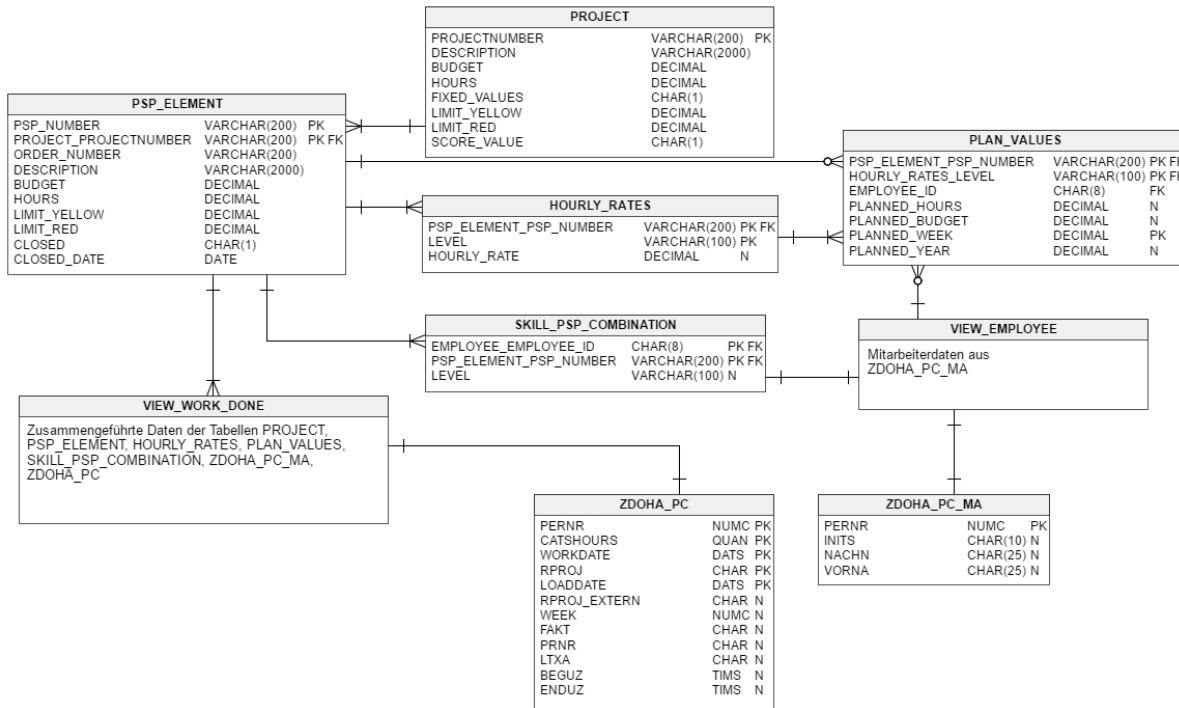 PROJECT
PROJECTNUMBER VARCHAR(200) PK
DESCRIPTION VARCHAR(2000)
BUDGET DECIMAL
HOURS DECIMAL
FIXED_VALUES CHAR(1)
LIMIT_YELLOW DECIMAL
LIMIT_RED DECIMAL
SCORE_VALUE CHAR(1)
PSP_ELEMENT
PSP_NUMBER VARCHAR(200) PK
PROJECT_PROJECTNUMBER VARCHAR(200) PK FK
ORDER_NUMBER VARCHAR(200)
DESCRIPTION VARCHAR(2000)
BUDGET DECIMAL
HOURS DECIMAL
LIMIT_YELLOW DECIMAL
LIMIT_RED DECIMAL
CLOSED CHAR(1)
CLOSED_DATE DATE
PLAN_VALUES
PSP_ELEMENT_PSP_NUMBER VARCHAR(200) PK FK
HOURLY_RATES_LEVEL VARCHAR(100) PK FK
EMPLOYEE_ID CHAR(8) FK
PLANNED_HOURS DECIMAL N
PLANNED_BUDGET DECIMAL N
PLANNED_WEEK DECIMAL PK
PLANNED_YEAR DECIMAL N
HOURLY_RATES
PSP_ELEMENT_PSP_NUMBER VARCHAR(200) PK FK
LEVEL VARCHAR(100) PK
HOURLY_RATE DECIMAL N
SKILL_PSP_COMBINATION
EMPLOYEE_EMPLOYEE_ID CHAR(8) PK FK
PSP_ELEMENT_PSP_NUMBER VARCHAR(200) PK FK
LEVEL VARCHAR(100) N
VIEW_EMPLOYEE
Mitarbeiterdaten aus
ZDOHA_PC_MA
VIEW_WORK_DONE
Zusammengeführte Daten der Tabellen PROJECT,
PSP_ELEMENT, HOURLY_RATES, PLAN_VALUES,
SKILL_PSP_COMBINATION, ZDOHA_PC_MA,
ZDOHA_PC
ZDOHA_PC
PERNR NUMC PK
CATSHOURS QUAN PK
WORKDATE DATS PK
RPROJ CHAR PK
LOADDATE DATS PK
RPROJ_EXTERN CHAR N
WEEK NUMC N
FAKT CHAR N
PRNR CHAR N
LTXA CHAR N
BEGUZ TIMS N
ENDUZ TIMS N
ZDOHA_PC_MA
PERNR NUMC PK
INITS CHAR(10) N
NACHN CHAR(25) N
VORNA CHAR(25) N